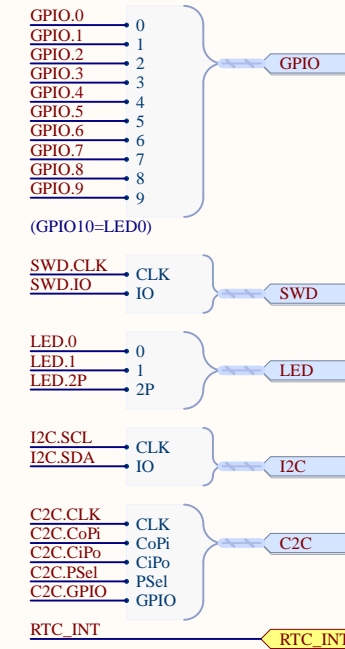 GPIO.0 0
GPIO.1 1
GPIO.2 2
GPIO.3 3 GPIO
GPIO.4 4
GPIO.5 5
GPIO.6 6
GPIO.7 7
GPIO.8 8
GPIO.9 9
(GPIO10=LED0)
SWD.CLK CLK
SWD.IO IO SWD
LED.0 0
LED.1 1 LED
LED.2P 2P
I2C.SCL CLK
I2C.SDA IO I2C
C2C.CLK CLK
C2C.CoPi CoPi C2C
C2C.CiPo CiPo
C2C.PSel PSel
C2C.GPIO GPIO
RTC_INT RTC_INT